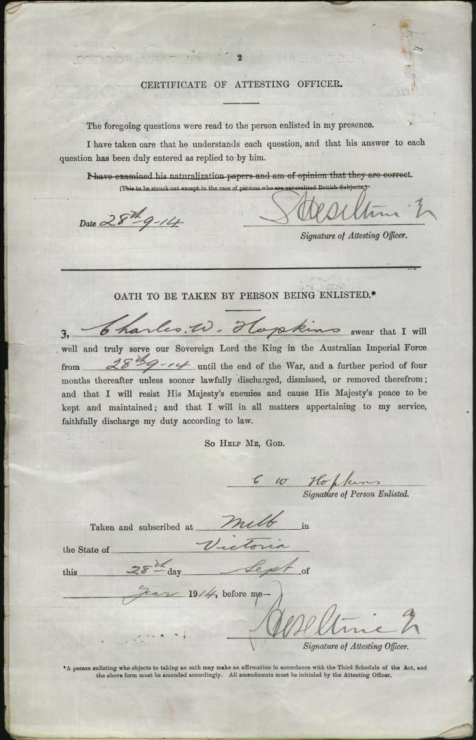 2
CERTIFICATE OF ATTESTING OFFICER.
The foregoing questions were read to the person enlisted in my presence.
I have taken care that he understands each question, and that his answer to each
question has been duly entered as replied to by him.
I have examined his naturalization papers and am of opinion that they are correct.
(This to be struck out except in the case of persons who are naturalized British Subjects.)
Date 28th-9-14
Signature of Attesting Officer.
OATH TO BE TAKEN BY PERSON BEING ENLISTED.*
I, Charles. W. Hopkins swear that I will
well and truly serve our Sovereign Lord the King in the Australian Imperial Force
from 28th 9-14 until the end of the War, and a further period of four
months thereafter unless sooner lawfully discharged, dismissed, or removed therefrom;
and that I will resist His Majesty's enemies and cause His Majesty's peace to be
kept and maintained; and that I will in all matters appertaining to my service,
faithfully discharge my duty according to law.
SO HELP ME, GOD.
C W Hopkins
Signature of Person Enlisted.
Taken and subscribed at Melb in
the State of Victoria
this 28th day Sept of
Year 1914, before me—
Signature of Attesting Officer.
*A person enlisting who objects to taking an oath may make an affirmation in accordance with the Third Schedule of the Act, and
the above form must be amended accordingly. All amendments must be initialed by the Attesting Officer.